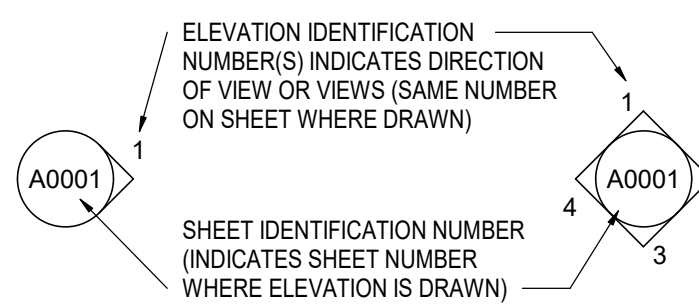 ELEVATION IDENTIFICATION
NUMBER(S) INDICATES DIRECTION
OF VIEW OR VIEWS (SAME NUMBER
ON SHEET WHERE DRAWN)
1
1
A0001
A0001
4
3
SHEET IDENTIFICATION NUMBER
(INDICATES SHEET NUMBER
WHERE ELEVATION IS DRAWN)